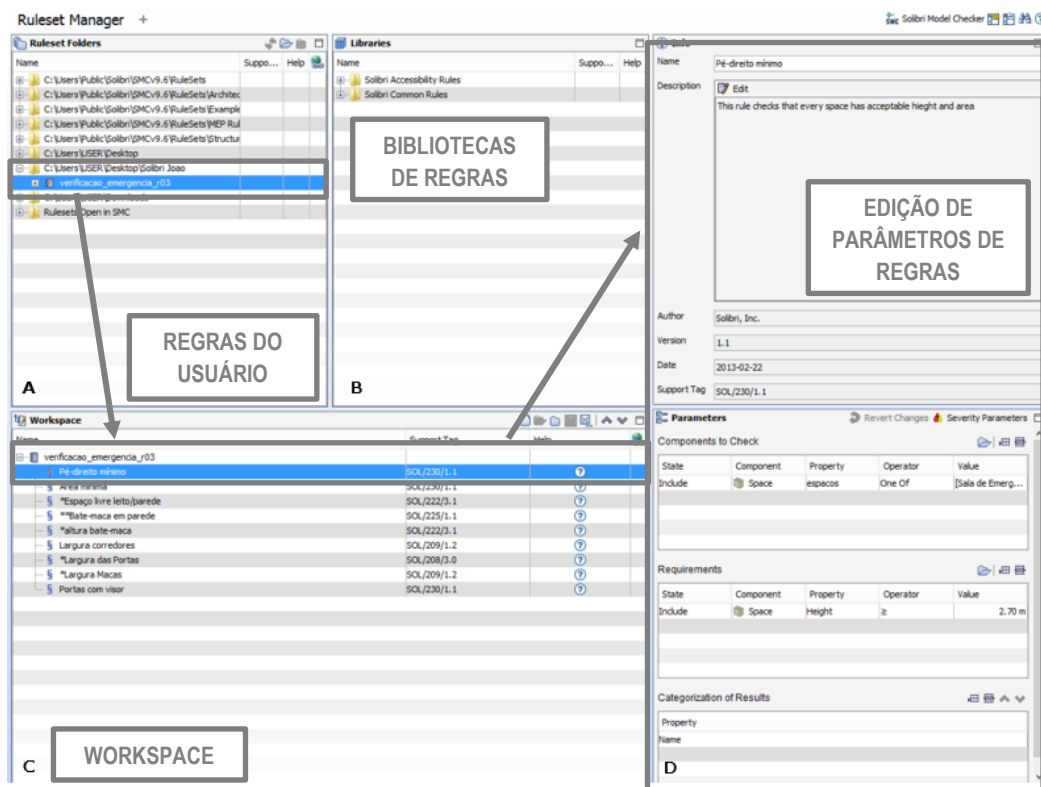 Ruleset Manager +
Solibri Model Checker
Ruleset Folders
Name Suppo... Help
C:\Users\Public\Solibri\SMCv9.6\RuleSets
C:\Users\Public\Solibri\SMCv9.6\RuleSets\Architec
C:\Users\Public\Solibri\SMCv9.6\RuleSets\Example
C:\Users\Public\Solibri\SMCv9.6\RuleSets\MEP Rul
C:\Users\Public\Solibri\SMCv9.6\RuleSets\Structur
C:\Users\USER\Desktop
C:\Users\USER\Desktop\Solibri Joao
verificacao_emergencia_r03
Rulesets Open in SMC
REGRAS DO
USUÁRIO
A
Libraries
Name Suppo... Help
Solibri Accessibility Rules
Solibri Common Rules
BIBLIOTECAS
DE REGRAS
B
Info
Name Pé-direito mínimo
Description Edit
This rule checks that every space has acceptable hieght and area
EDIÇÃO DE
PARÂMETROS DE
REGRAS
Author Solibri, Inc.
Version 1.1
Date 2013-02-22
Support Tag SOL/230/1.1
Workspace
Name Support Tag Help
verificacao_emergencia_r03
§ Pé-direito mínimo SOL/230/1.1
§ Área mínima SOL/230/1.1
§ *Espaço livre leito/parede SOL/222/3.1
§ **Bate-maca em parede SOL/225/1.1
§ *altura bate-maca SOL/222/3.1
§ Largura corredores SOL/209/1.2
§ *Largura das Portas SOL/208/3.0
§ *Largura Macas SOL/209/1.2
§ Portas com visor SOL/230/1.1
WORKSPACE
C
Parameters Revert Changes Severity Parameters
Components to Check
State Component Property Operator Value
Include Space espacos One Of [Sala de Emerg...
Requirements
State Component Property Operator Value
Include Space Height ≥ 2.70 m
Categorization of Results
Property
Name
D